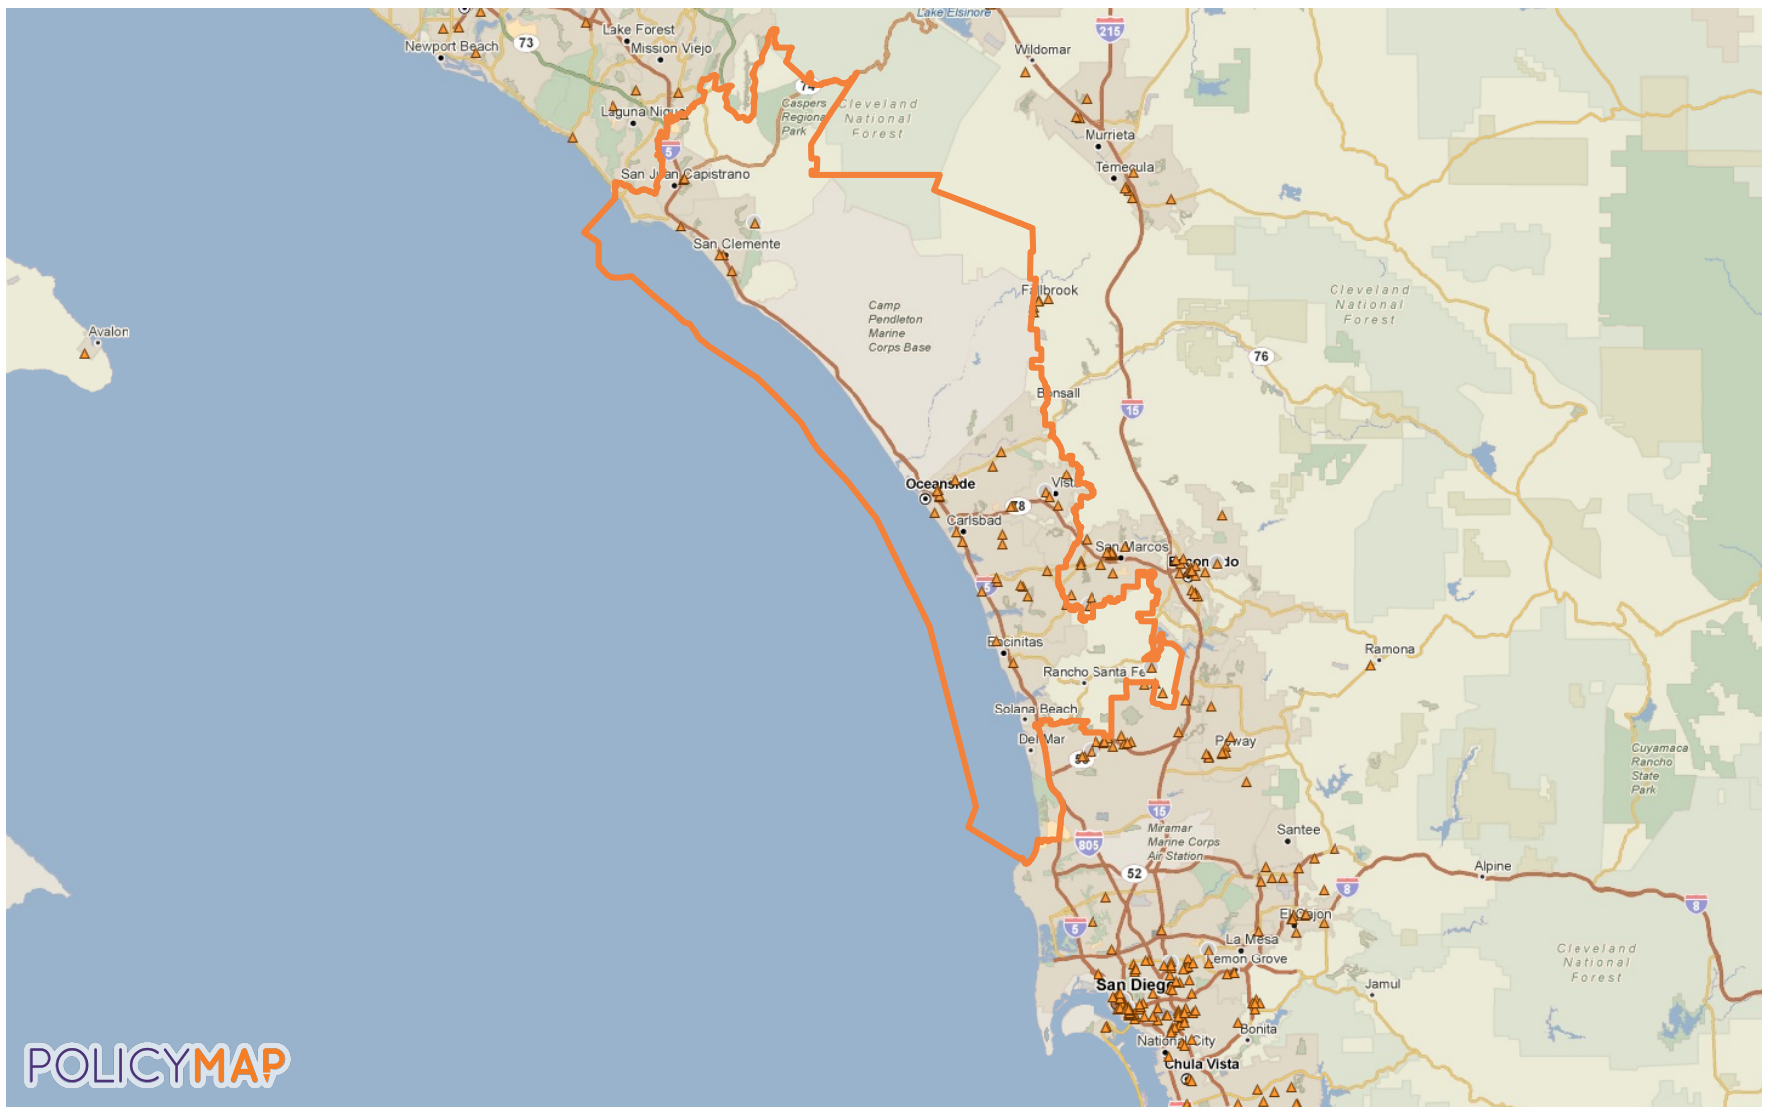 Lake Elsinore
Lake Forest
Newport Beach
73
Mission Viejo
Wildomar
215
74
Caspers
Regional
Park
Cleveland
National
Forest
Laguna Niguel
Murrieta
5
Temecula
San Juan Capistrano
San Clemente
Fallbrook
Cleveland
National
Forest
Camp
Pendleton
Marine
Corps Base
Avalon
76
Bonsall
15
Oceanside
Vista
78
Carlsbad
San Marcos
Escondido
5
Encinitas
Ramona
Rancho Santa Fe
Solana Beach
Del Mar
Poway
56
Cuyamaca
Rancho
State
Park
15
Miramar
Marine Corps
Air Station
Santee
805
52
Alpine
8
8
El Cajon
5
La Mesa
Lemon Grove
Cleveland
National
Forest
San Diego
Jamul
Bonita
National City
Chula Vista
POLICYMAP